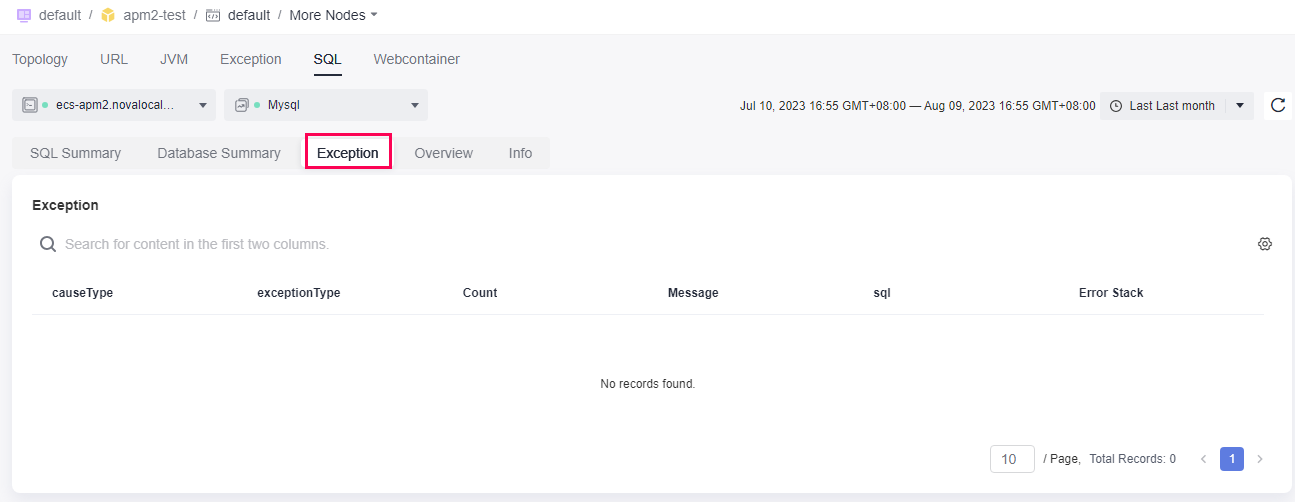 default / apm2-test / default / More Nodes
Topology URL JVM Exception SQL Webcontainer
ecs-apm2.novalocal... Mysql Jul 10, 2023 16:55 GMT+08:00 — Aug 09, 2023 16:55 GMT+08:00 Last Last month
SQL Summary Database Summary Exception Overview Info
Exception
Search for content in the first two columns.
causeType exceptionType Count Message sql Error Stack
No records found.
10 / Page, Total Records: 0 < 1 >